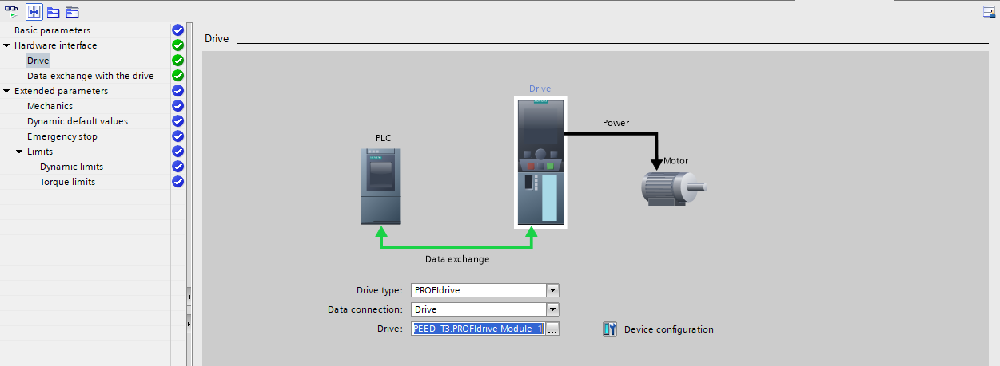 Basic parameters
Hardware interface
Drive
Data exchange with the drive
Extended parameters
Mechanics
Dynamic default values
Emergency stop
Limits
Dynamic limits
Torque limits
Drive
Drive
PLC
Power
Motor
Data exchange
Drive type: PROFIdrive
Data connection: Drive
Drive: PEED_T3.PROFIdrive Module_1 ... Device configuration